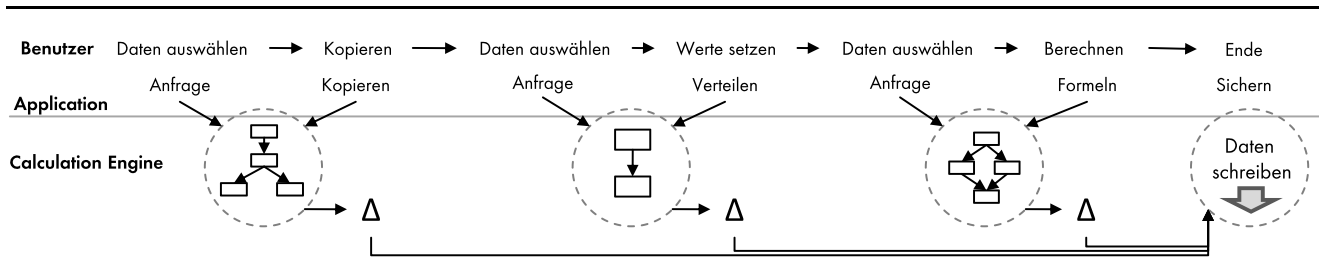 Benutzer Daten auswählen Kopieren Daten auswählen Werte setzen Daten auswählen Berechnen Ende
Anfrage Kopieren Anfrage Verteilen Anfrage Formeln Sichern
Application
Calculation Engine
Daten
schreiben
Δ Δ Δ